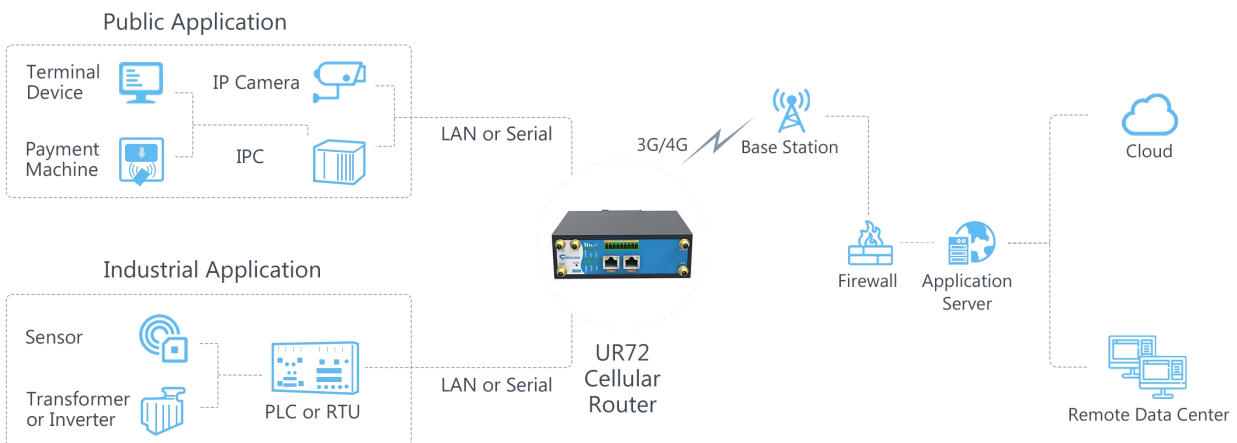 Public Application
Terminal
Device
IP Camera
Payment
Machine
IPC
LAN or Serial
3G/4G
Base Station
Cloud
Firewall
Application
Server
Industrial Application
Sensor
Transformer
or Inverter
PLC or RTU
LAN or Serial
UR72
Cellular
Router
Remote Data Center